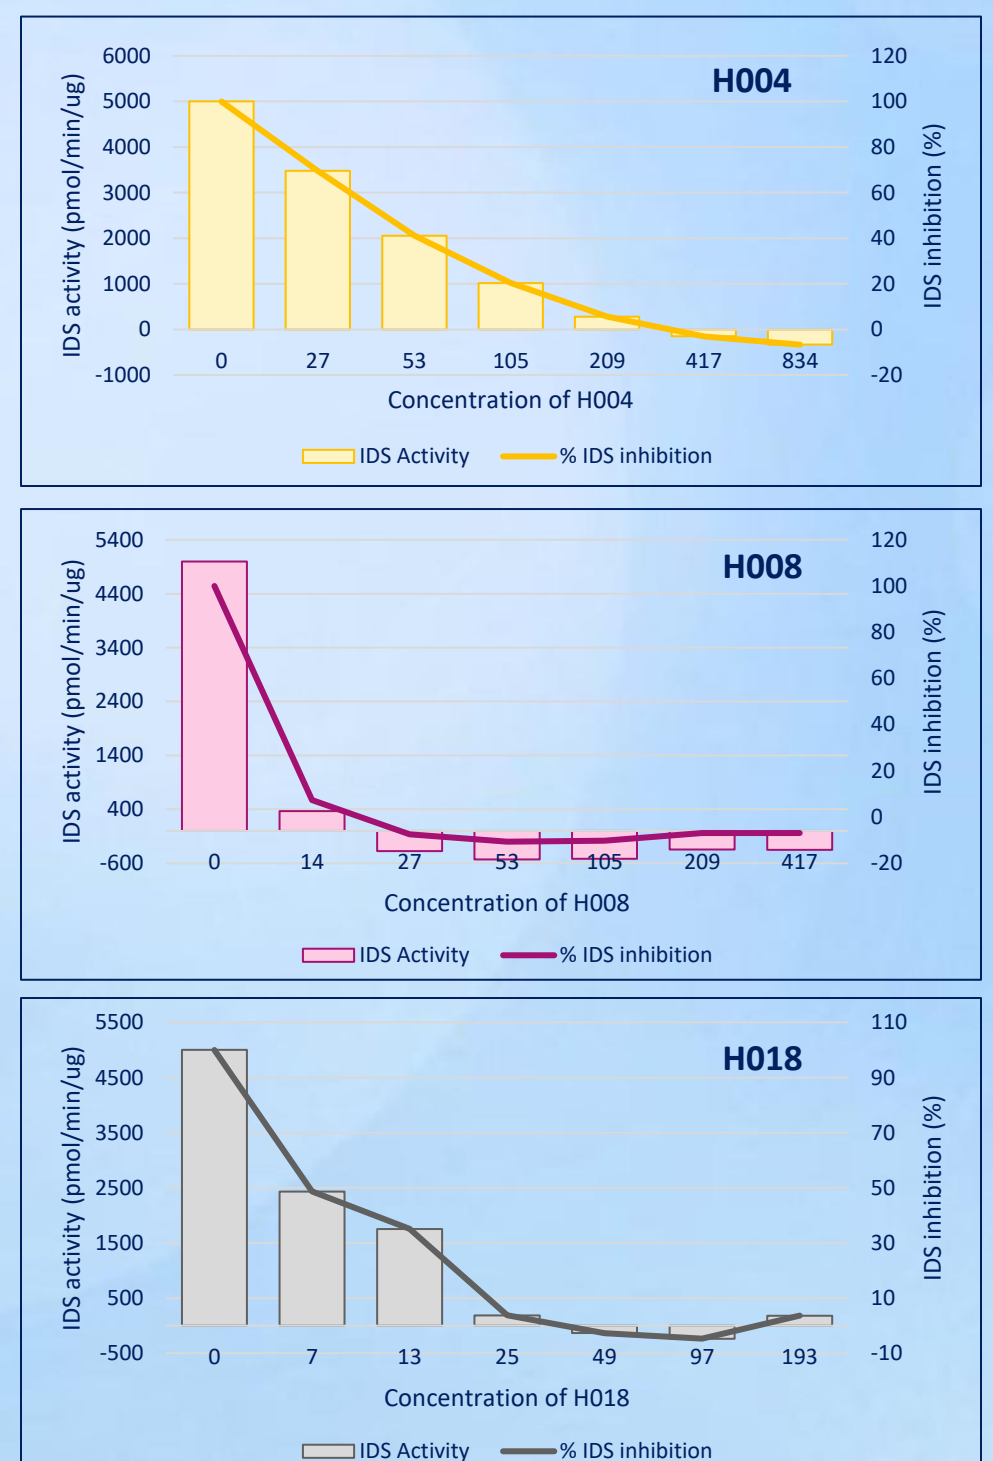 H004
IDS activity (pmol/min/ug)
6000
5000
4000
3000
2000
1000
0
-1000
120
100
80
60
40
20
0
-20
IDS inhibition (%)
0 27 53 105 209 417 834
Concentration of H004
IDS Activity % IDS inhibition
H008
IDS activity (pmol/min/ug)
5400
4400
3400
2400
1400
400
-600
120
100
80
60
40
20
0
-20
IDS inhibition (%)
0 14 27 53 105 209 417
Concentration of H008
IDS Activity % IDS inhibition
H018
IDS activity (pmol/min/ug)
5500
4500
3500
2500
1500
500
-500
110
90
70
50
30
10
-10
IDS inhibition (%)
0 7 13 25 49 97 193
Concentration of H018
IDS Activity % IDS inhibition